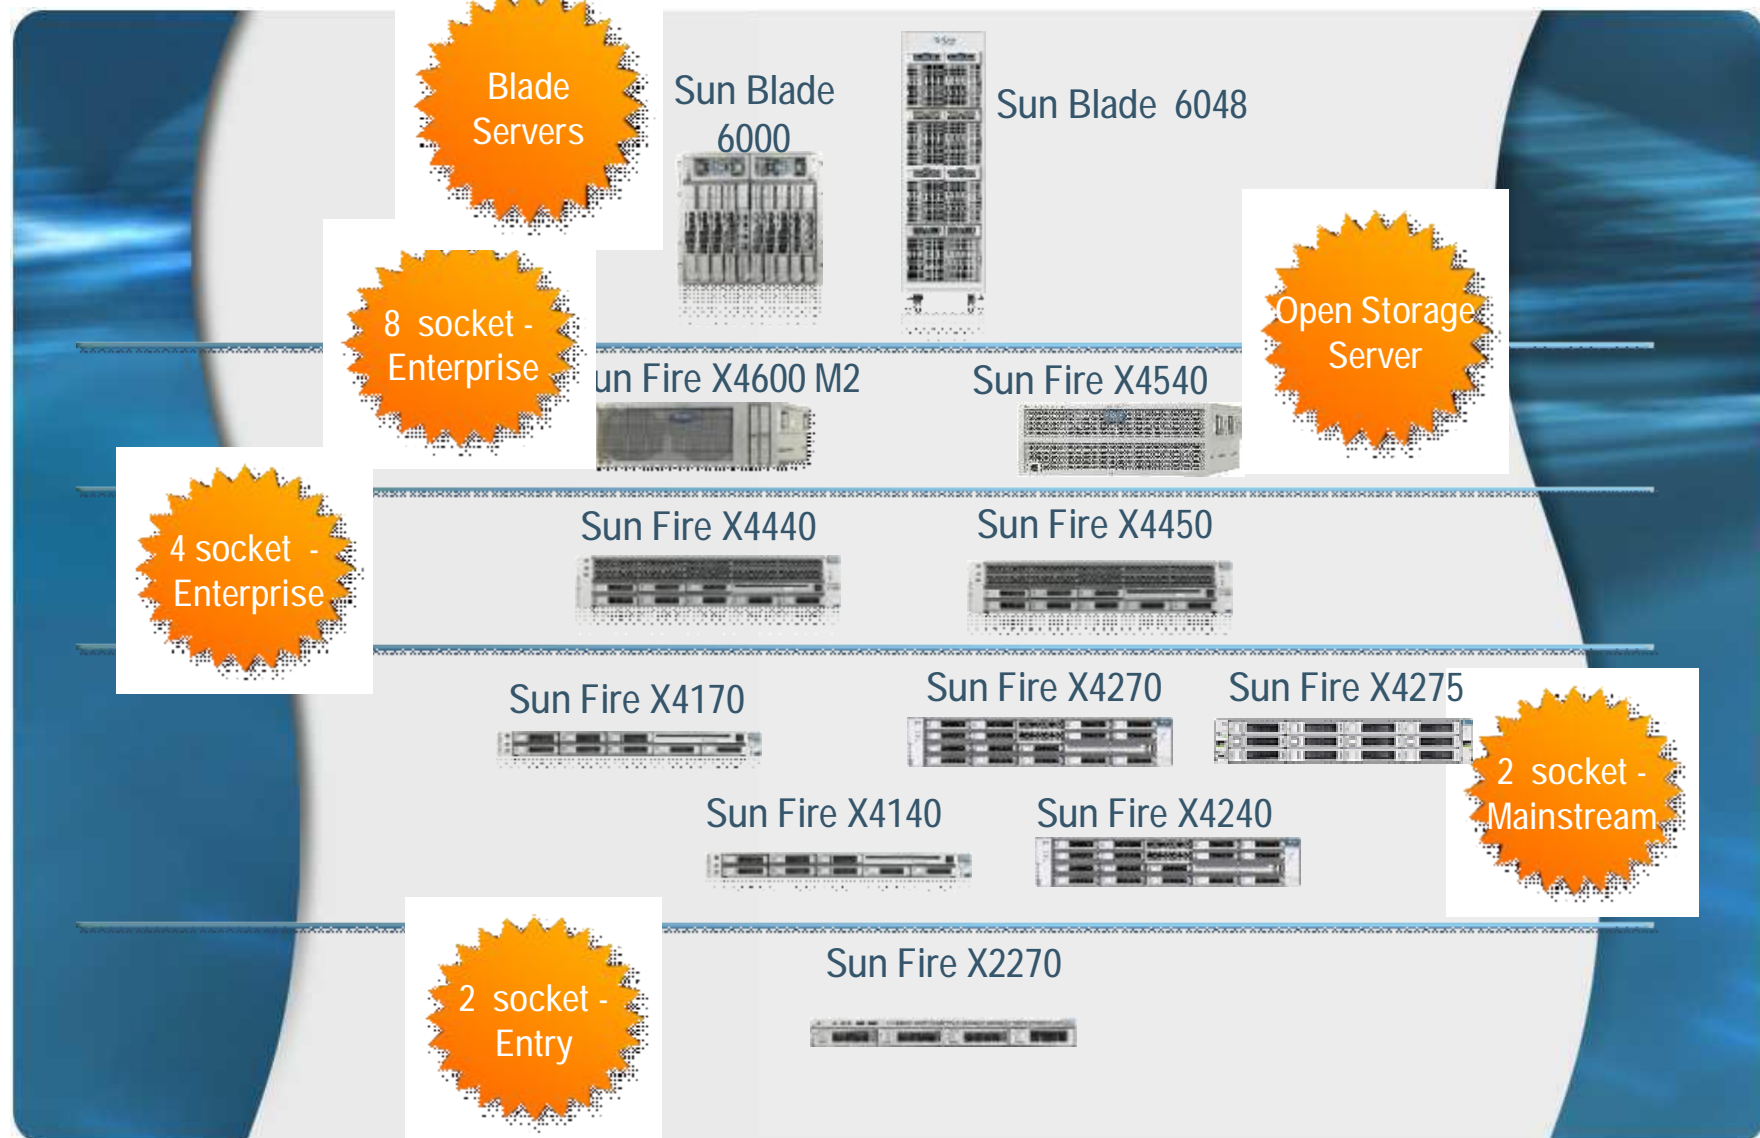 Blade
Servers
Sun Blade
6000
Sun Blade 6048
8 socket -
Enterprise
Open Storage
Server
un Fire X4600 M2
Sun Fire X4540
4 socket -
Enterprise
Sun Fire X4440
Sun Fire X4450
Sun Fire X4170
Sun Fire X4270
Sun Fire X4275
2 socket -
Mainstream
Sun Fire X4140
Sun Fire X4240
2 socket -
Entry
Sun Fire X2270